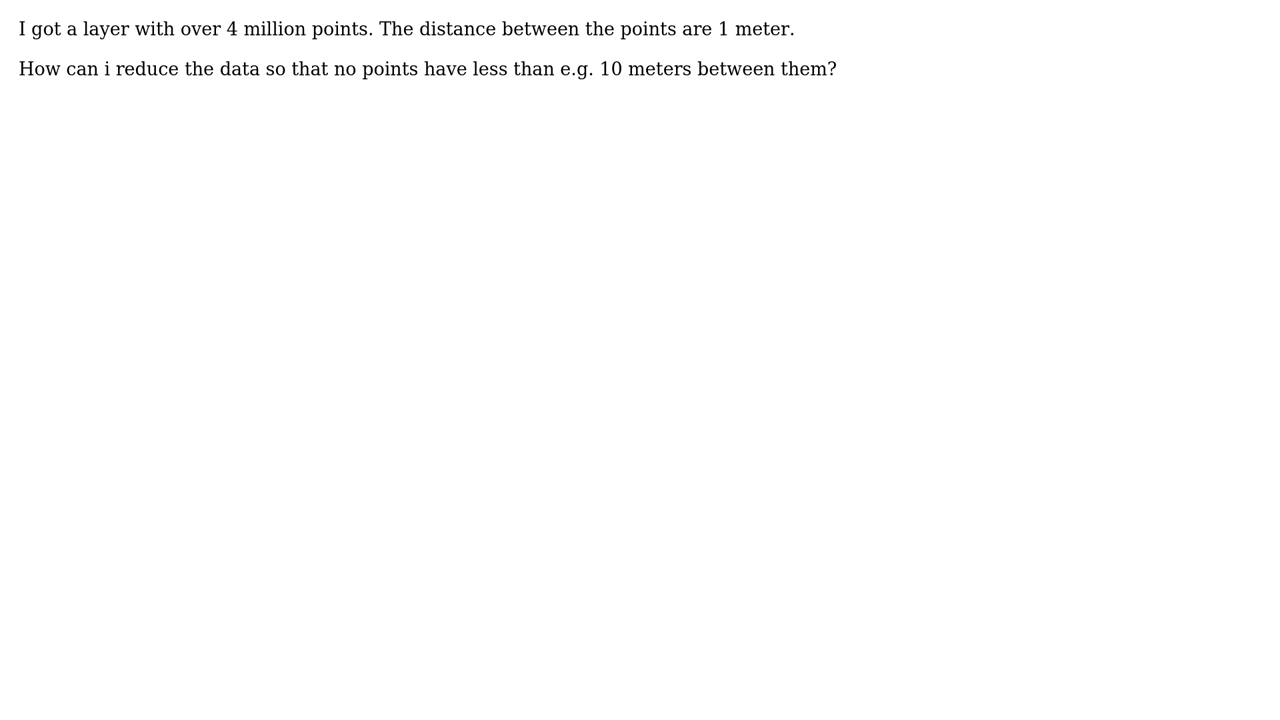 I got a layer with over 4 million points. The distance between the points are 1 meter.
How can i reduce the data so that no points have less than e.g. 10 meters between them?